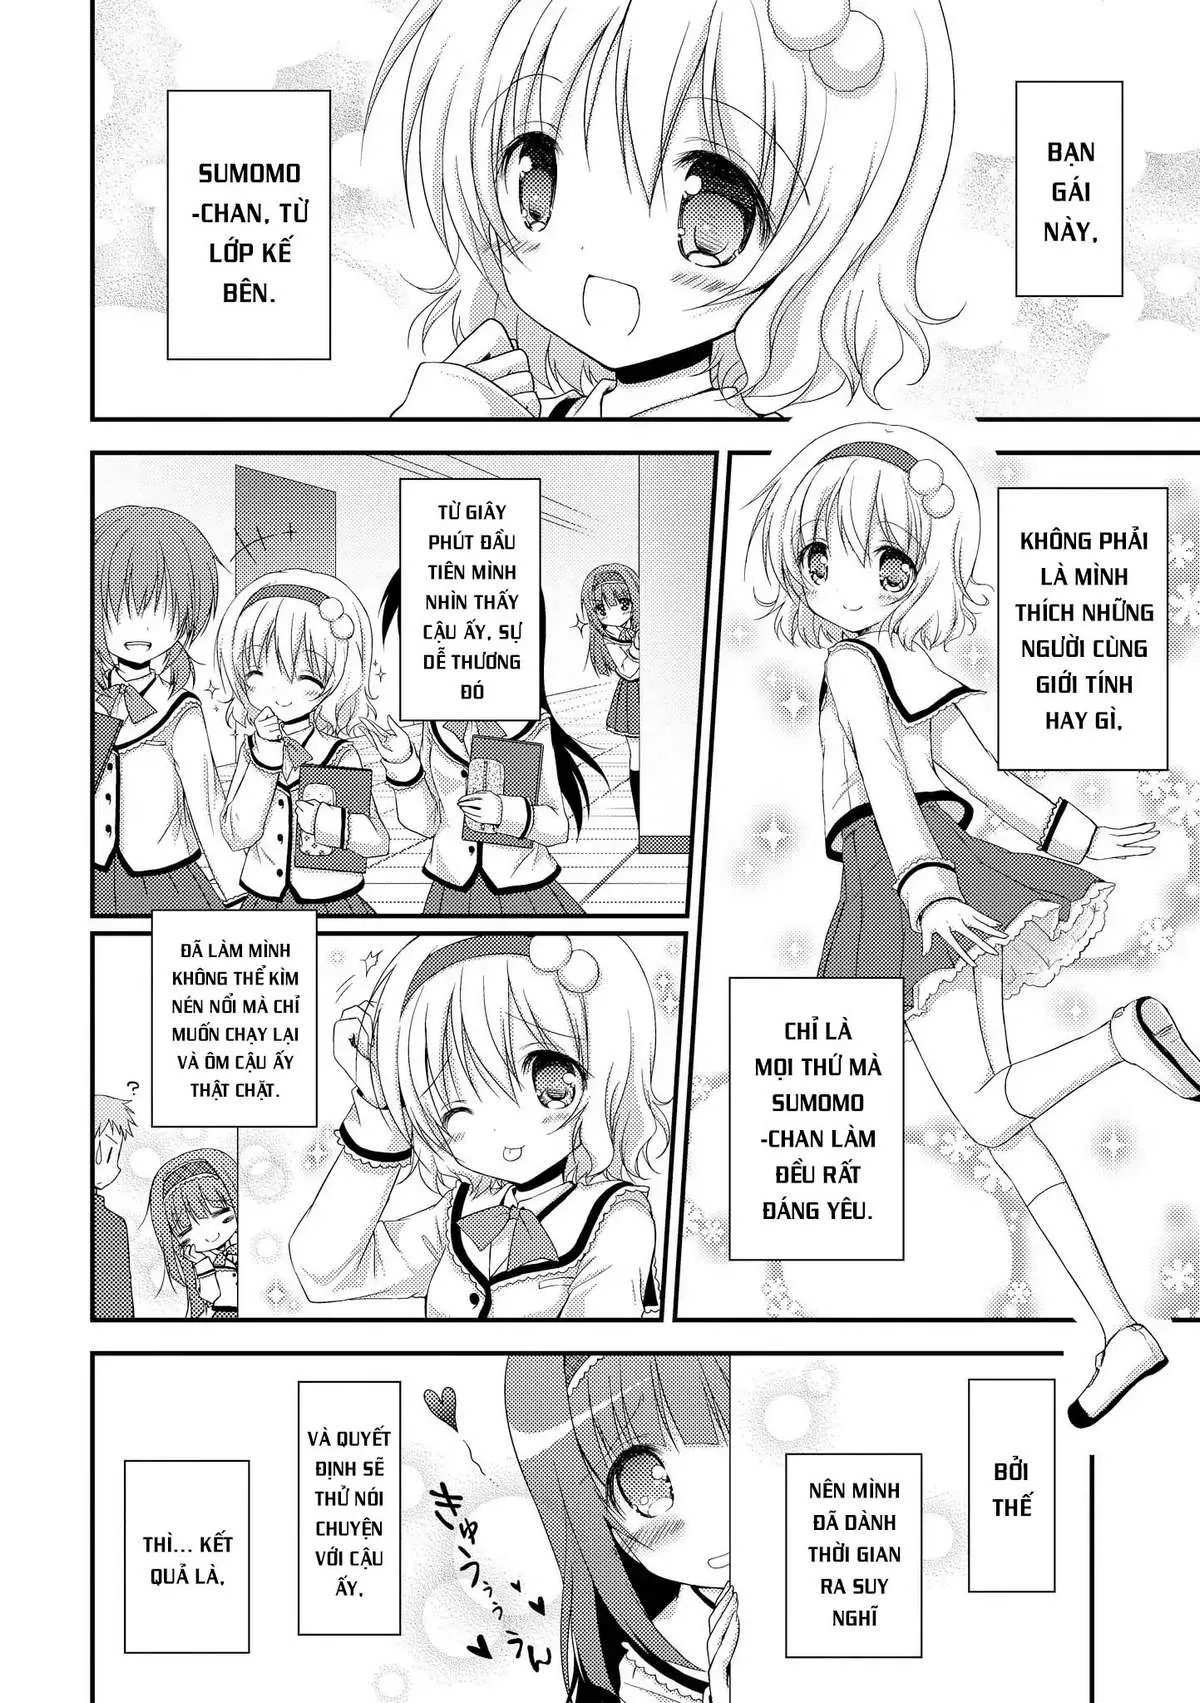 BẠN
GÁI
NÀY,
SUMOMO
-CHAN, TỪ
LỚP KẾ
BÊN.
KHÔNG PHẢI
LÀ MÌNH
THÍCH NHỮNG
NGƯỜI CÙNG
GIỚI TÍNH
HAY GÌ,
CHỈ LÀ
MỌI THỨ MÀ
SUMOMO
-CHAN LÀM
ĐỀU RẤT
ĐÁNG YÊU.
TỪ GIÂY
PHÚT ĐẦU
TIÊN MÌNH
NHÌN THẤY
CẬU ẤY, SỰ
DỄ THƯƠNG
ĐÓ
ĐÃ LÀM MÌNH
KHÔNG THỂ KÌM
NÉN NỔI MÀ CHỈ
MUỐN CHẠY LẠI
VÀ ÔM CẬU ẤY
THẬT CHẶT.
?
BỞI
THẾ
NÊN MÌNH
ĐÃ DÀNH
THỜI GIAN
RA SUY
NGHĨ
きゅうぅぅうん
VÀ QUYẾT
ĐỊNH SẼ
THỬ NÓI
CHUYỆN
VỚI CẬU
ẤY,
THÌ... KẾT
QUẢ LÀ,